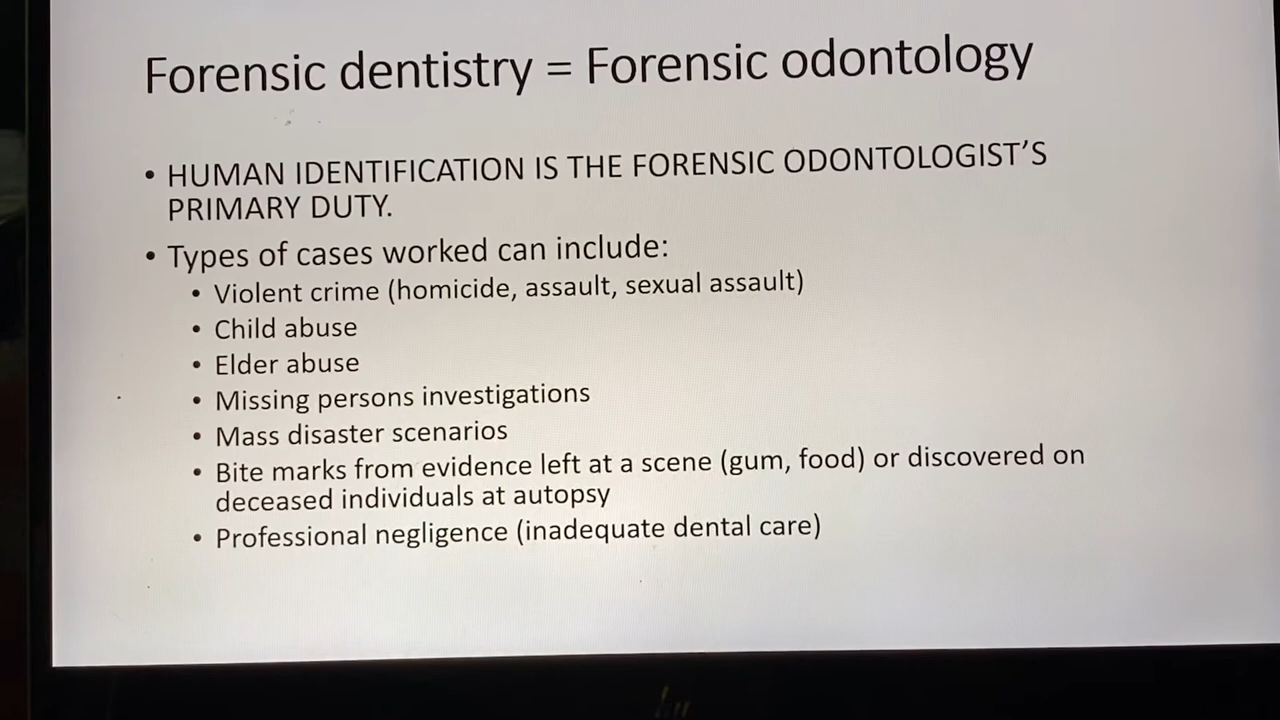 Forensic dentistry = Forensic odontology
• HUMAN IDENTIFICATION IS THE FORENSIC ODONTOLOGIST’S
PRIMARY DUTY.
• Types of cases worked can include:
• Violent crime (homicide, assault, sexual assault)
• Child abuse
• Elder abuse
• Missing persons investigations
• Mass disaster scenarios
• Bite marks from evidence left at a scene (gum, food) or discovered on
deceased individuals at autopsy
• Professional negligence (inadequate dental care)
hp